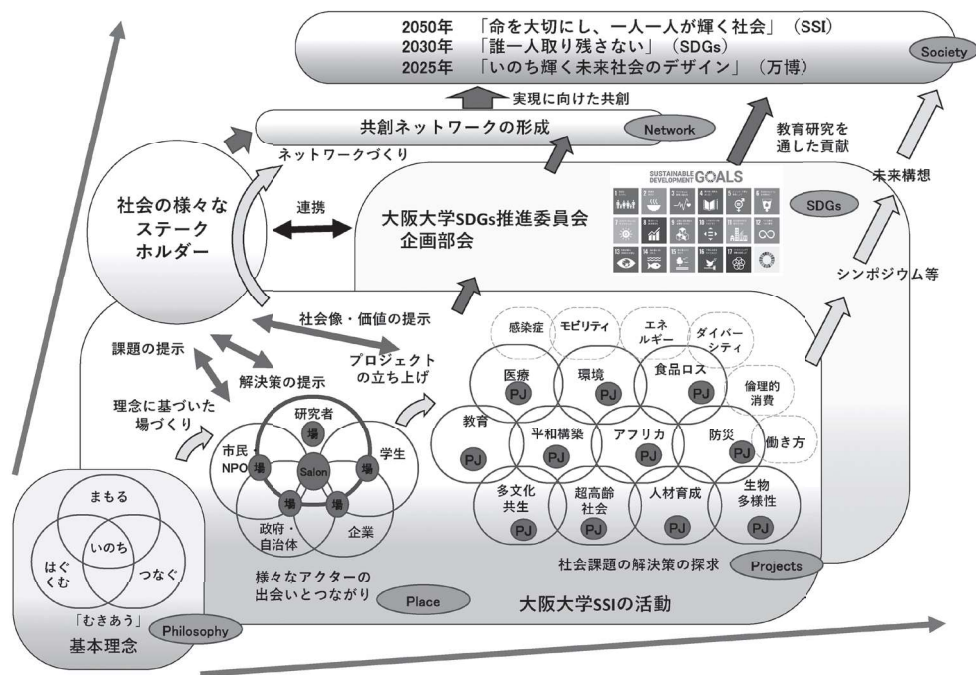 2050年 「命を大切にし、一人一人が輝く社会」（SSI）
2030年 「誰一人取り残さない」（SDGs）
2025年 「いのち輝く未来社会のデザイン」（万博）
Society
実現に向けた共創
共創ネットワークの形成
Network
ネットワークづくり
教育研究を
通した貢献
未来構想
社会の様々な
ステーク
ホルダー
連携
大阪大学SDGs推進委員会
企画部会
SUSTAINABLE
DEVELOPMENT
GOALS
SDGs
シンポジウム等
社会像・価値の提示
課題の提示
解決策の提示
プロジェクト
の立ち上げ
理念に基づいた
場づくり
研究者
場
市民・
NPO
場
Salon
場
学生
場
場
政府・
自治体
企業
様々なアクターの
出会いとつながり
Place
感染症
モビリティ
エネ
ルギー
ダイバー
シティ
倫理的
消費
働き方
医療
PJ
環境
PJ
食品ロス
PJ
教育
PJ
平和構築
PJ
アフリカ
PJ
防災
PJ
多文化
共生
PJ
超高齢
社会
PJ
人材育成
PJ
生物
多様性
PJ
社会課題の解決策の探求
Projects
大阪大学SSIの活動
まもる
いのち
はぐ
くむ
つなぐ
「むきあう」
基本理念
Philosophy